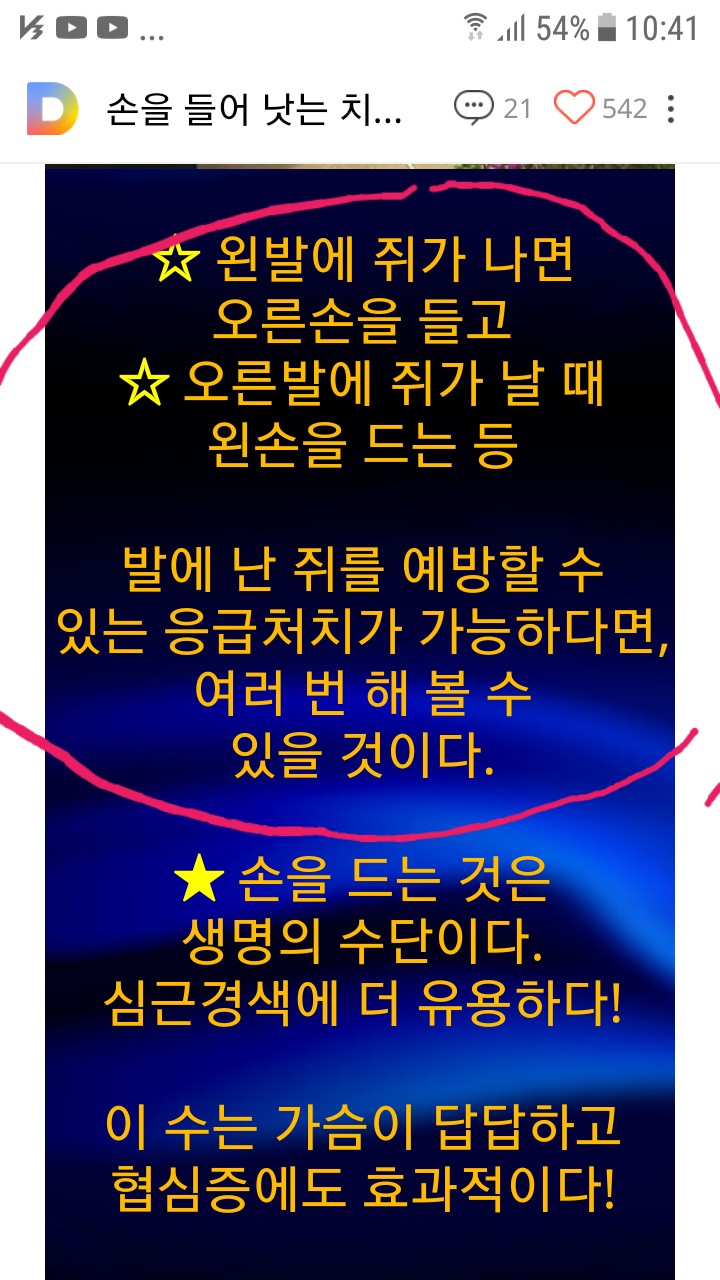 ... 54% 10:41
손을 들어 낫는 치... 21 542
☆ 왼발에 쥐가 나면
오른손을 들고
☆ 오른발에 쥐가 날 때
왼손을 드는 등
발에 난 쥐를 예방할 수
있는 응급처치가 가능하다면,
여러 번 해 볼 수
있을 것이다.
★ 손을 드는 것은
생명의 수단이다.
심근경색에 더 유용하다!
이 수는 가슴이 답답하고
협심증에도 효과적이다!